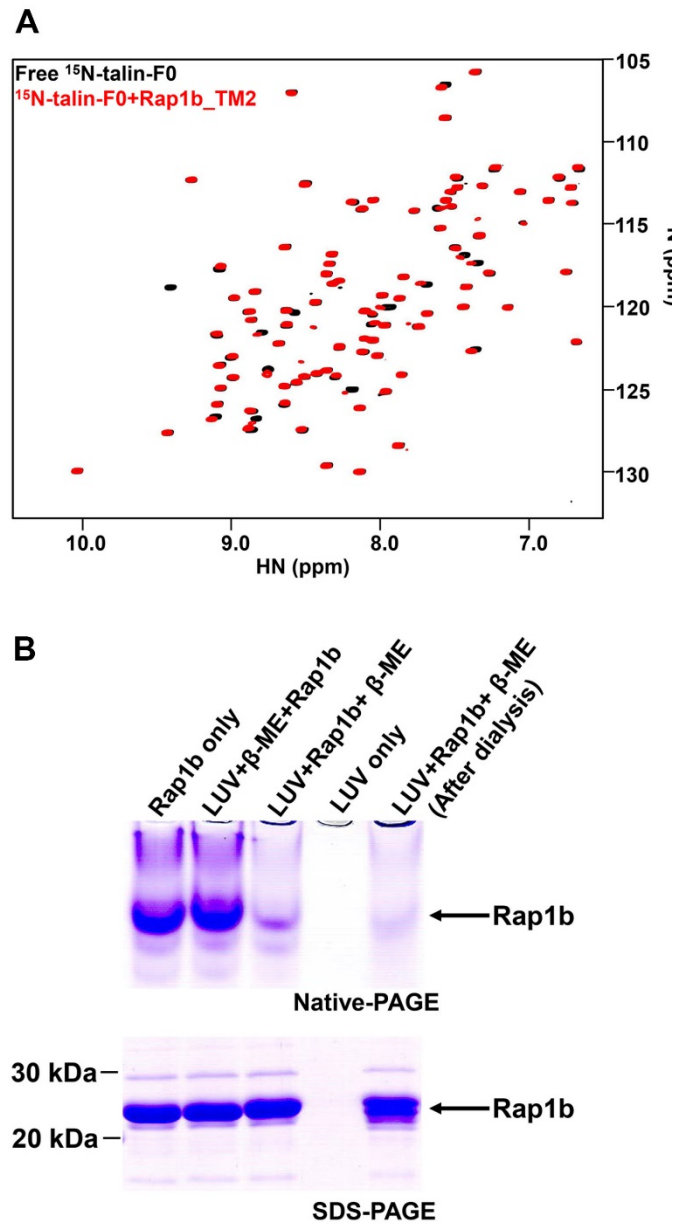 A
Free ¹⁵N-talin-F0
¹⁵N-talin-F0+Rap1b_TM2
105
110
115
120
125
130
N (ppm)
10.0 9.0 8.0 7.0
HN (ppm)
B
Rap1b only
LUV+β-ME+Rap1b
LUV+Rap1b+ β-ME
LUV only
LUV+Rap1b+ β-ME
(After dialysis)
Rap1b
Native-PAGE
30 kDa
Rap1b
20 kDa
SDS-PAGE